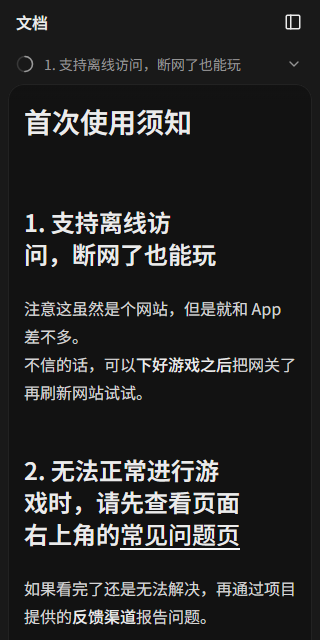 文档
1. 支持离线访问，断网了也能玩
首次使用须知
1. 支持离线访
问，断网了也能玩
注意这虽然是个网站，但是就和 App
差不多。
不信的话，可以下好游戏之后把网关了
再刷新网站试试。
2. 无法正常进行游
戏时，请先查看页面
右上角的常见问题页
如果看完了还是无法解决，再通过项目
提供的反馈渠道报告问题。